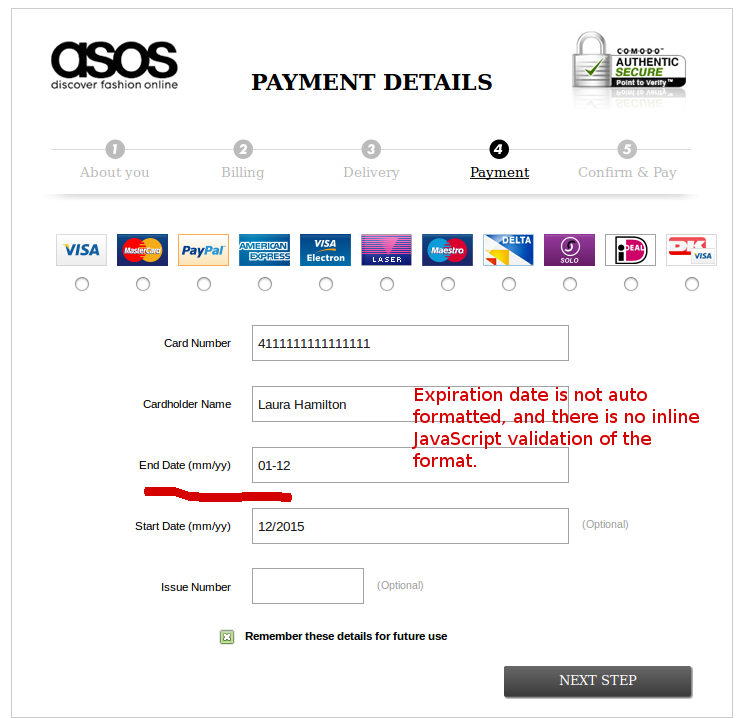 asos
discover fashion online
PAYMENT DETAILS
COMODO
AUTHENTIC
SECURE
Point to Verify™
1 2 3 4 5
About you Billing Delivery Payment Confirm & Pay
VISA MasterCard PayPal AMERICAN EXPRESS VISA Electron LASER Maestro DELTA SOLO iDEAL DK VISA
Card Number 4111111111111111
Cardholder Name Laura Hamilton
Expiration date is not auto
formatted, and there is no inline
JavaScript validation of the
format.
End Date (mm/yy) 01-12
Start Date (mm/yy) 12/2015 (Optional)
Issue Number (Optional)
Remember these details for future use
NEXT STEP